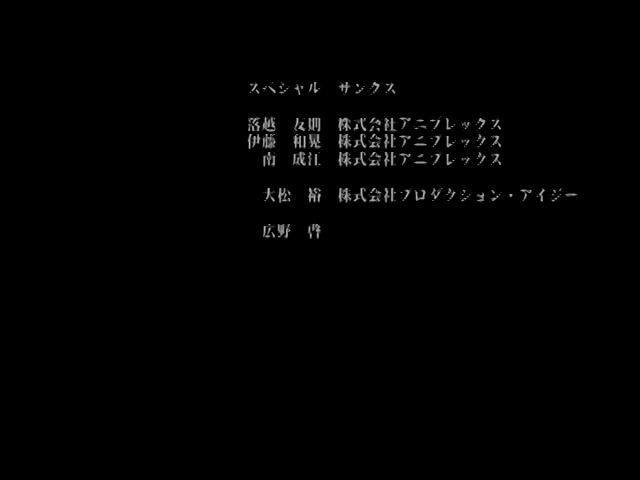 スペシャル サンクス
落越 友則 株式会社アニプレックス
伊藤 和晃 株式会社アニプレックス
南 成江 株式会社アニプレックス
大松 裕 株式会社プロダクション・アイジー
広野 啓